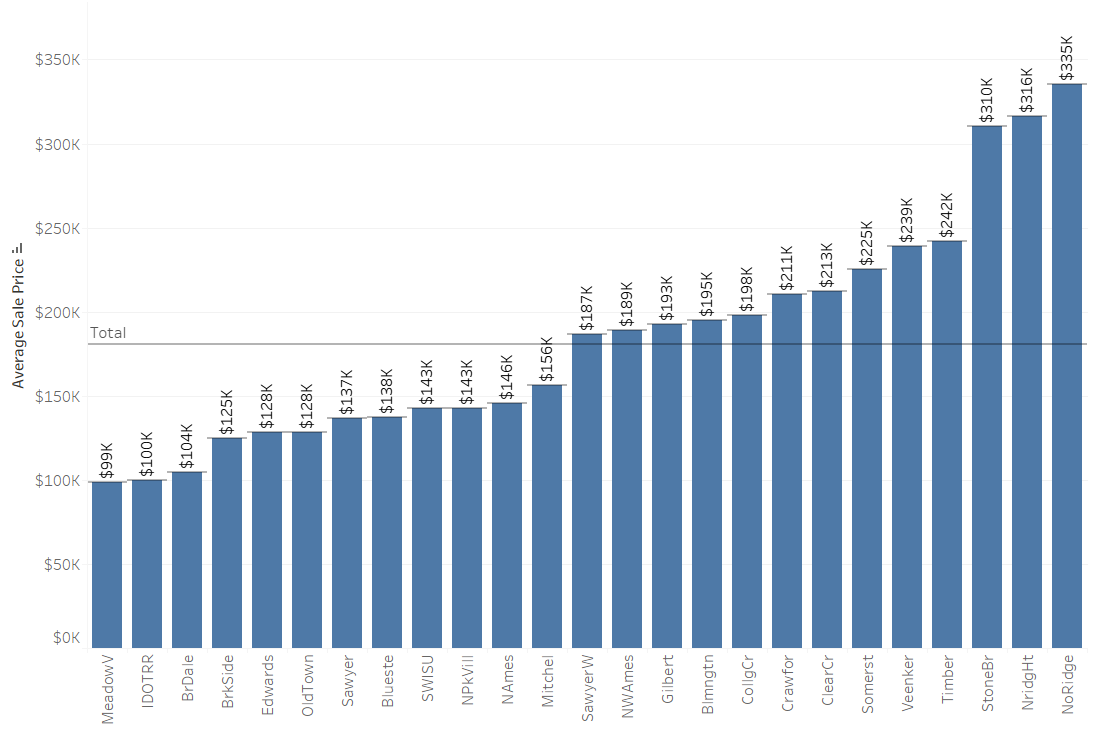 $350K
$300K
$250K
$200K
$150K
$100K
$50K
$0K
Average Sale Price
Total
$99K
$100K
$104K
$125K
$128K
$128K
$137K
$138K
$143K
$143K
$146K
$156K
$187K
$189K
$193K
$195K
$198K
$211K
$213K
$225K
$239K
$242K
$310K
$316K
$335K
MeadowV
IDOTRR
BrDale
BrkSide
Edwards
OldTown
Sawyer
Blueste
SWISU
NPkVill
NAmes
Mitchel
SawyerW
NWAmes
Gilbert
Blmngtn
CollgCr
Crawfor
ClearCr
Somerst
Veenker
Timber
StoneBr
NridgHt
NoRidge